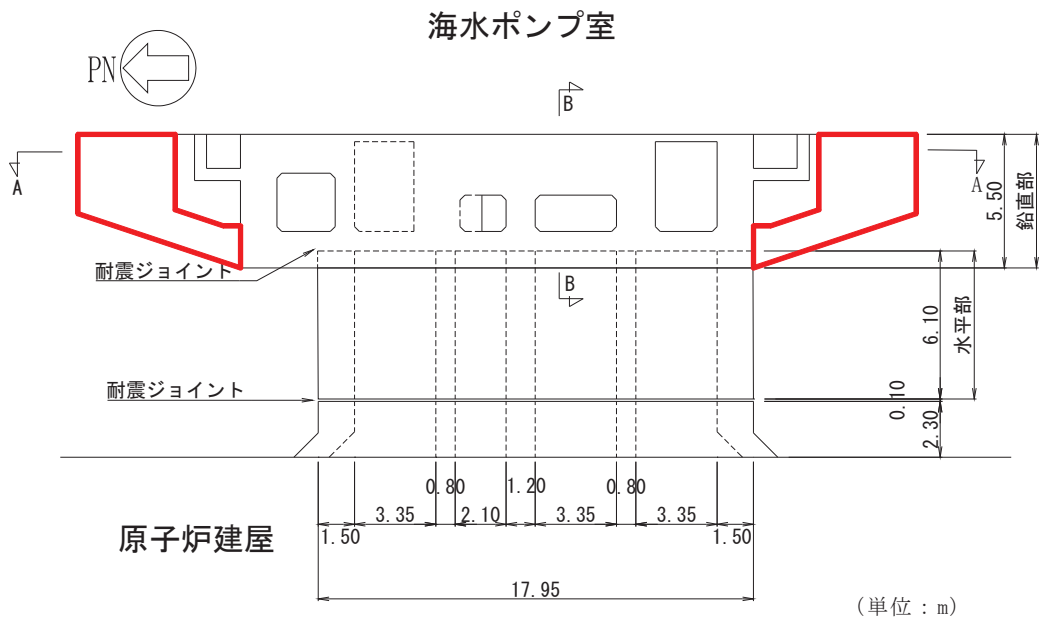 海水ポンプ室
PN
B
A
A
5.50
鉛直部
耐震ジョイント
B
6.10
水平部
耐震ジョイント
0.10
2.30
0.80
1.20
0.80
3.35
2.10
3.35
3.35
原子炉建屋
1.50
1.50
17.95
(単位：m)